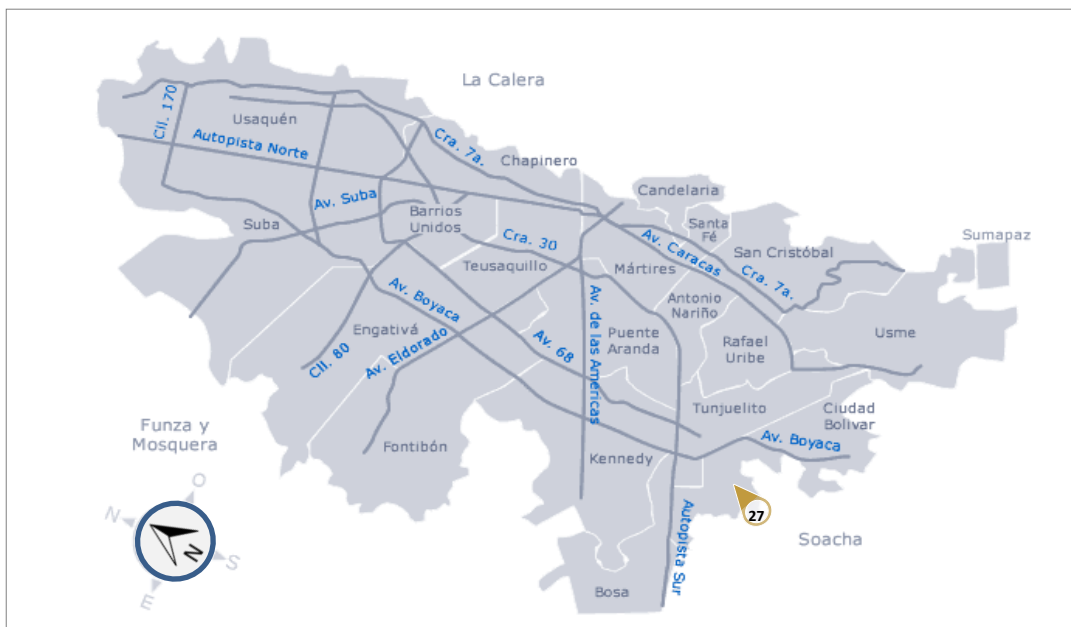 La Calera
Cll. 170
Usaquén
Autopista Norte
Cra. 7a.
Chapinero
Candelaria
Av. Suba
Barrios
Unidos
Suba
Santa
Fé
Sumapaz
Cra. 30
Av. Caracas
San Cristóbal
Teusaquillo
Mártires
Cra. 7a.
Av. Boyaca
Antonio
Nariño
Engativá
Av. de las Américas
Puente
Aranda
Rafael
Uribe
Usme
Cll. 80
Av. Eldorado
Av. 68
Tunjuelito
Ciudad
Bolivar
Funza y
Mosquera
Fontibón
Kennedy
Av. Boyaca
O
N
S
E
N
27
Autopista Sur
Soacha
Bosa